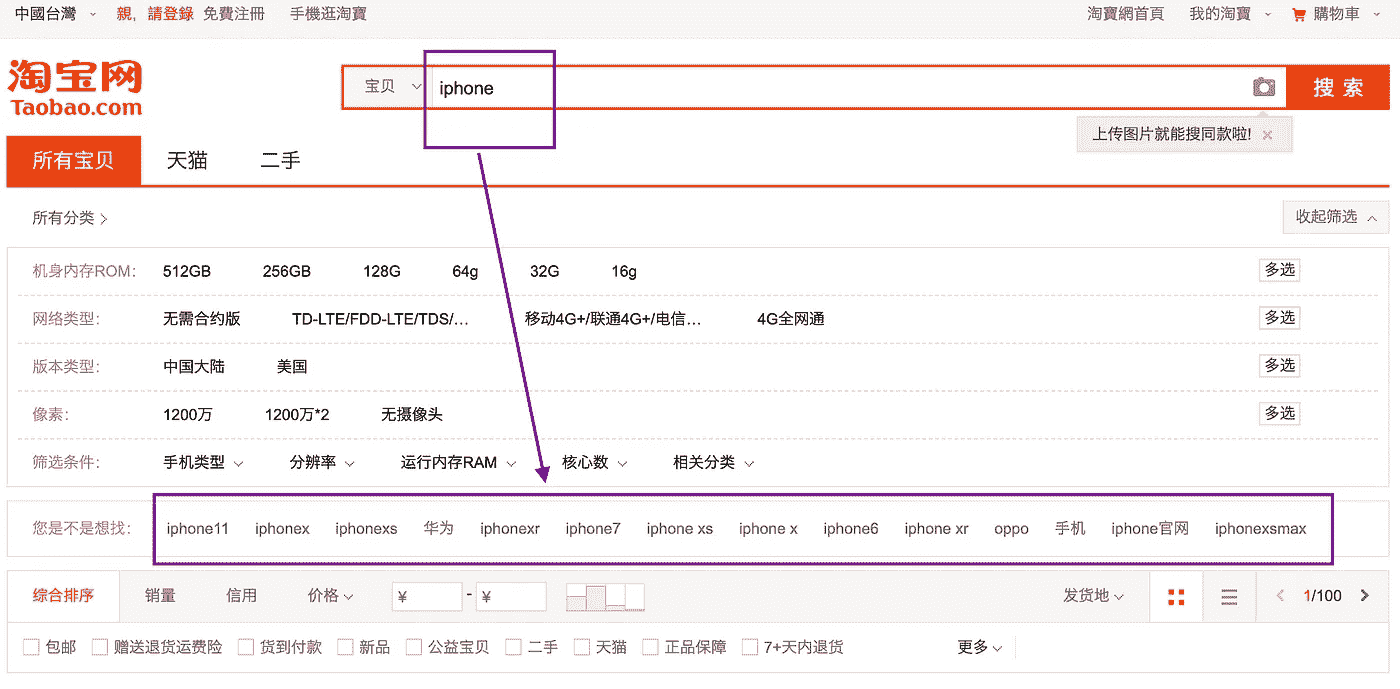 中國台灣 親，請登錄 免費註冊 手機逛淘寶 淘寶網首頁 我的淘寶 購物車
淘宝网
Taobao.com
宝贝 iphone 搜索
上传图片就能搜同款啦! ×
所有宝贝 天猫 二手
所有分类 >
收起筛选
机身内存ROM: 512GB 256GB 128G 64g 32G 16g 多选
网络类型: 无需合约版 TD-LTE/FDD-LTE/TDS/... 移动4G+/联通4G+/电信... 4G全网通 多选
版本类型: 中国大陆 美国 多选
像素: 1200万 1200万*2 无摄像头 多选
筛选条件: 手机类型 分辨率 运行内存RAM 核心数 相关分类
您是不是想找: iphone11 iphonex iphonexs 华为 iphonexr iphone7 iphone xs iphone x iphone6 iphone xr oppo 手机 iphone官网 iphonexsmax
综合排序 销量 信用 价格 ¥ - ¥ 发货地 < 1/100 >
包邮 赠送退货运费险 货到付款 新品 公益宝贝 二手 天猫 正品保障 7+天内退货 更多